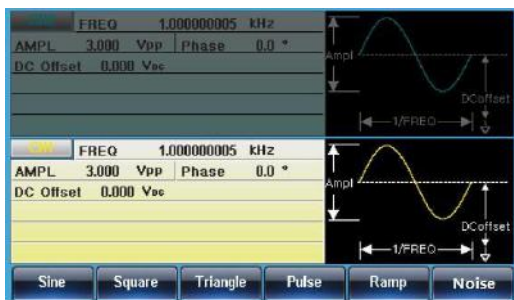 FREQ 1.000000005 kHz
AMPL 3.000 Vpp Phase 0.0 °
DC Offset 0.000 VDC
Ampl
DCoffset
1/FREQ
FREQ 1.000000005 kHz
AMPL 3.000 Vpp Phase 0.0 °
DC Offset 0.000 VDC
Ampl
DCoffset
1/FREQ
Sine Square Triangle Pulse Ramp Noise